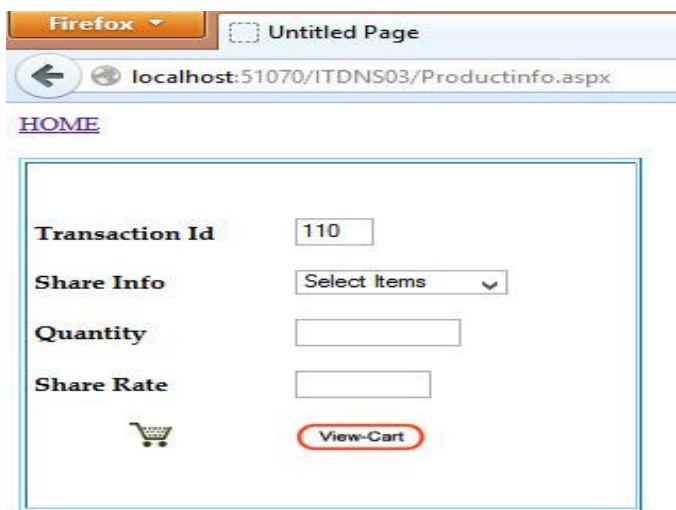 Firefox
Untitled Page
localhost:51070/ITDNS03/Productinfo.aspx
HOME
Transaction Id 110
Share Info Select Items
Quantity
Share Rate
View-Cart